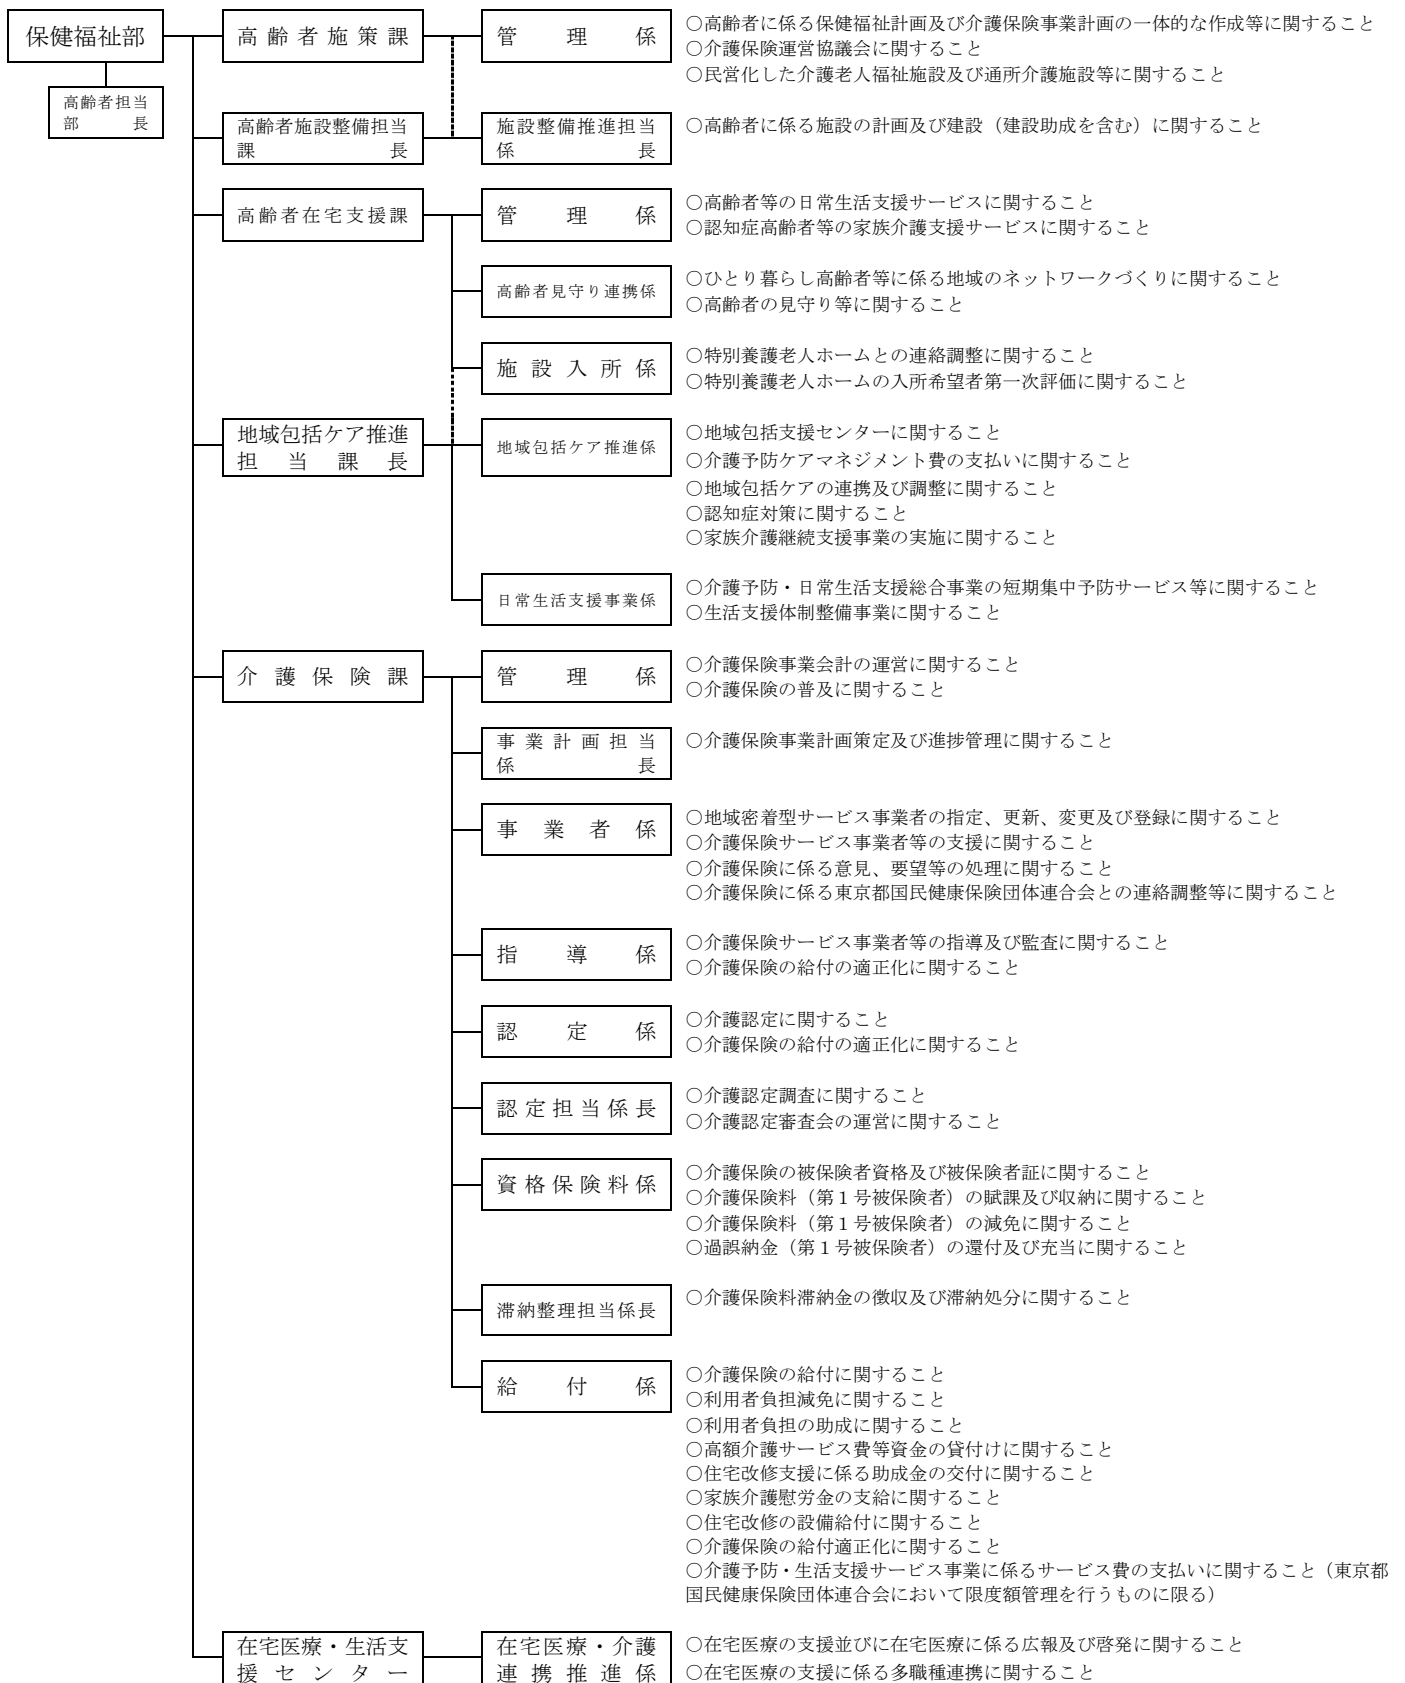 保健福祉部
高齢者担当
部長
高齢者施策課
管理係
○高齢者に係る保健福祉計画及び介護保険事業計画の一体的な作成等に関すること
○介護保険運営協議会に関すること
○民営化した介護老人福祉施設及び通所介護施設等に関すること
高齢者施設整備担当
課長
施設整備推進担当
係長
○高齢者に係る施設の計画及び建設（建設助成を含む）に関すること
高齢者在宅支援課
管理係
○高齢者等の日常生活支援サービスに関すること
○認知症高齢者等の家族介護支援サービスに関すること
高齢者見守り連携係
○ひとり暮らし高齢者等に係る地域のネットワークづくりに関すること
○高齢者の見守り等に関すること
施設入所係
○特別養護老人ホームとの連絡調整に関すること
○特別養護老人ホームの入所希望者第一次評価に関すること
地域包括ケア推進
担当課長
地域包括ケア推進係
○地域包括支援センターに関すること
○介護予防ケアマネジメント費の支払いに関すること
○地域包括ケアの連携及び調整に関すること
○認知症対策に関すること
○家族介護継続支援事業の実施に関すること
日常生活支援事業係
○介護予防・日常生活支援総合事業の短期集中予防サービス等に関すること
○生活支援体制整備事業に関すること
介護保険課
管理係
○介護保険事業会計の運営に関すること
○介護保険の普及に関すること
事業計画担当
係長
○介護保険事業計画策定及び進捗管理に関すること
事業者係
○地域密着型サービス事業者の指定、更新、変更及び登録に関すること
○介護保険サービス事業者等の支援に関すること
○介護保険に係る意見、要望等の処理に関すること
○介護保険に係る東京都国民健康保険団体連合会との連絡調整等に関すること
指導係
○介護保険サービス事業者等の指導及び監査に関すること
○介護保険の給付の適正化に関すること
認定係
○介護認定に関すること
○介護保険の給付の適正化に関すること
認定担当係長
○介護認定調査に関すること
○介護認定審査会の運営に関すること
資格保険料係
○介護保険の被保険者資格及び被保険者証に関すること
○介護保険料（第１号被保険者）の賦課及び収納に関すること
○介護保険料（第１号被保険者）の減免に関すること
○過誤納金（第１号被保険者）の還付及び充当に関すること
滞納整理担当係長
○介護保険料滞納金の徴収及び滞納処分に関すること
給付係
○介護保険の給付に関すること
○利用者負担減免に関すること
○利用者負担の助成に関すること
○高額介護サービス費等資金の貸付けに関すること
○住宅改修支援に係る助成金の交付に関すること
○家族介護慰労金の支給に関すること
○住宅改修の設備給付に関すること
○介護保険の給付適正化に関すること
○介護予防・生活支援サービス事業に係るサービス費の支払いに関すること（東京都
国民健康保険団体連合会において限度額管理を行うものに限る）
在宅医療・生活支
援センター
在宅医療・介護
連携推進係
○在宅医療の支援並びに在宅医療に係る広報及び啓発に関すること
○在宅医療の支援に係る多職種連携に関すること